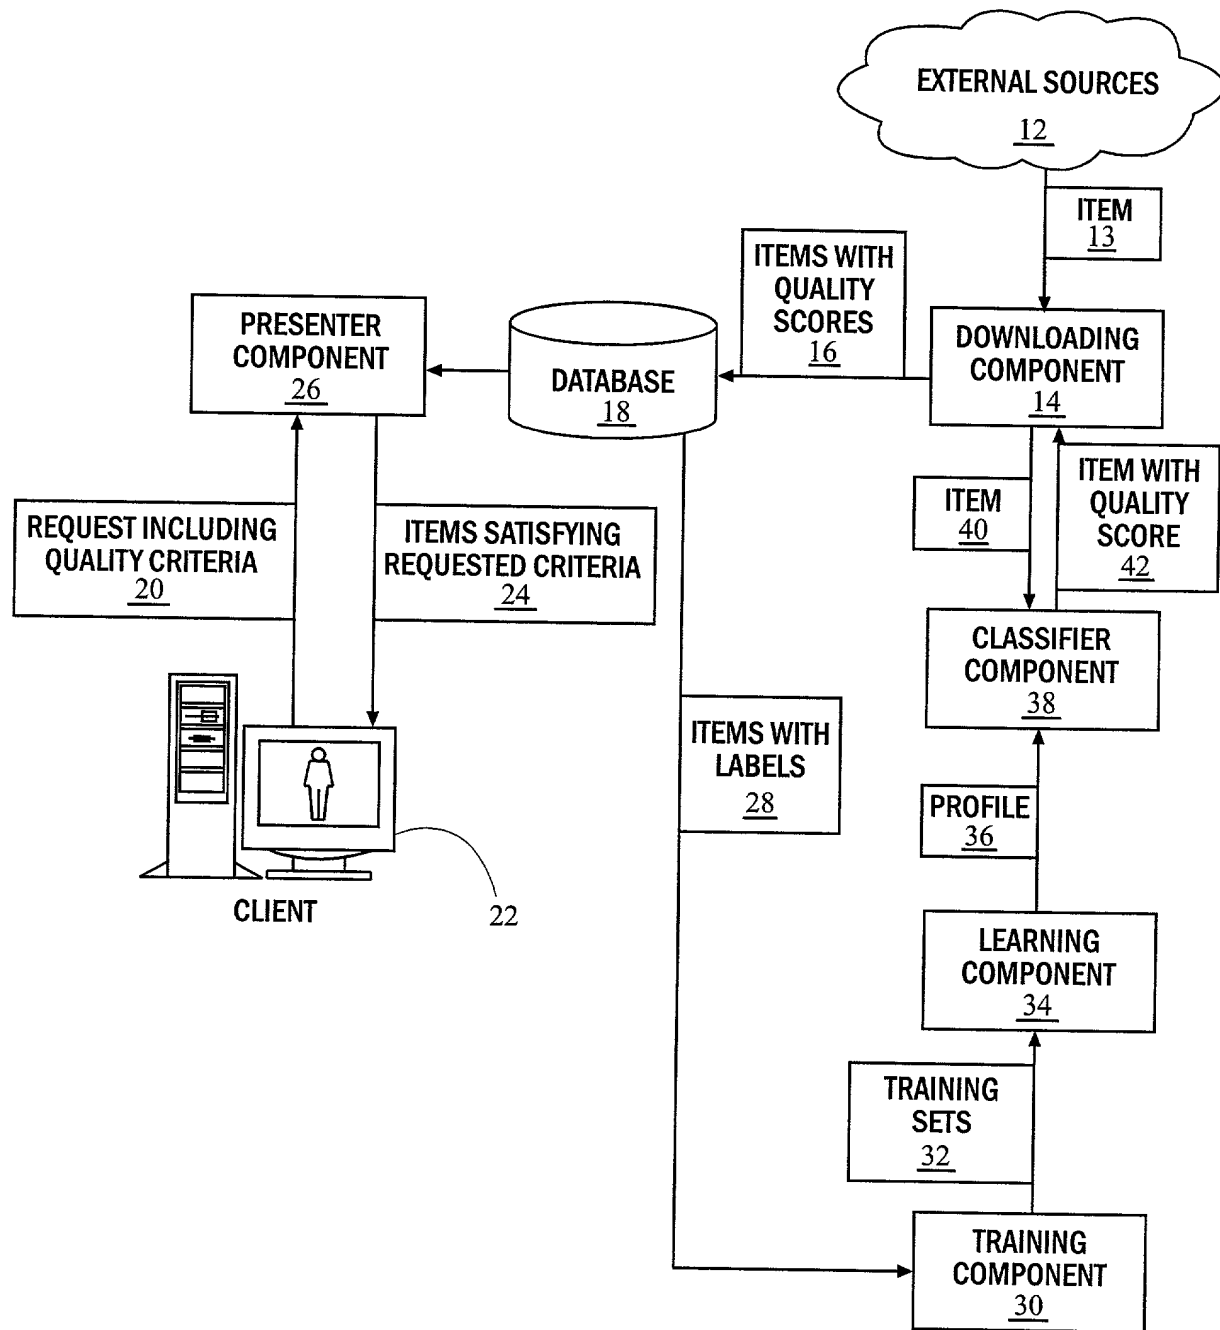 EXTERNAL SOURCES
12
ITEM
13
ITEMS WITH
QUALITY
SCORES
16
PRESENTER
COMPONENT
26
DATABASE
18
DOWNLOADING
COMPONENT
14
REQUEST INCLUDING
QUALITY CRITERIA
20
ITEMS SATISFYING
REQUESTED CRITERIA
24
ITEM
40
ITEM WITH
QUALITY
SCORE
42
CLASSIFIER
COMPONENT
38
ITEMS WITH
LABELS
28
PROFILE
36
CLIENT
22
LEARNING
COMPONENT
34
TRAINING
SETS
32
TRAINING
COMPONENT
30